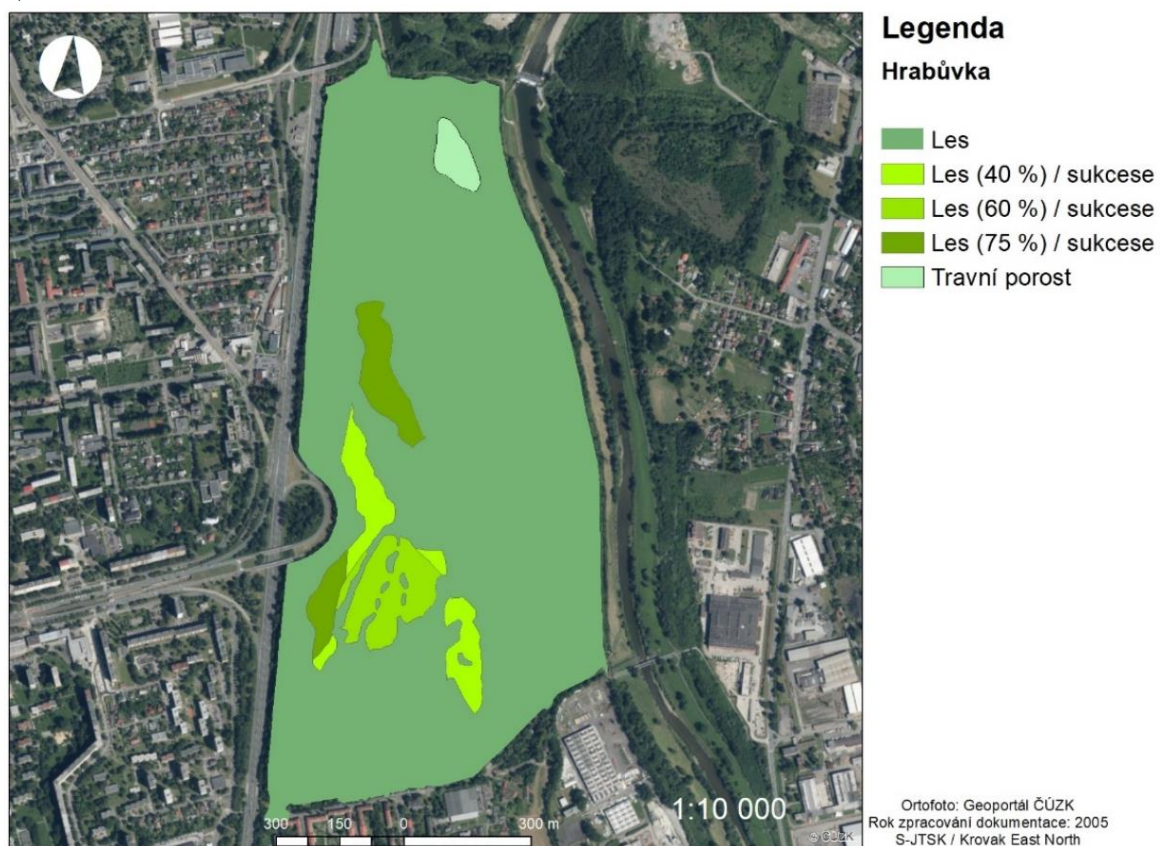 Legenda
Hrabůvka
Les
Les (40 %) / sukcese
Les (60 %) / sukcese
Les (75 %) / sukcese
Travní porost
1:10 000
300 150 0 300 m
© ČÚZK
Ortofoto: Geoportál ČÚZK
Rok zpracování dokumentace: 2005
S-JTSK / Krovak East North